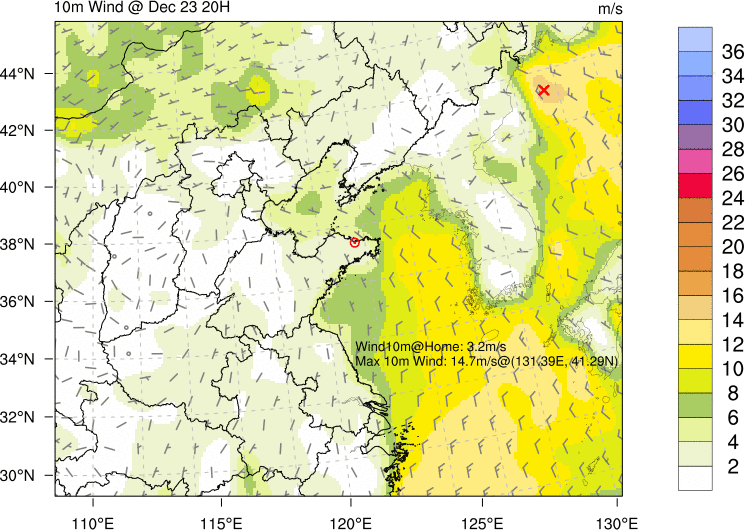 10m Wind @ Dec 23 20H
m/s
44°N
42°N
40°N
38°N
36°N
34°N
32°N
30°N
110°E
115°E
120°E
125°E
130°E
Wind10m@Home: 3.2m/s
Max 10m Wind: 14.7m/s@(131.39E, 41.29N)
36
34
32
30
28
26
24
22
20
18
16
14
12
10
8
6
4
2